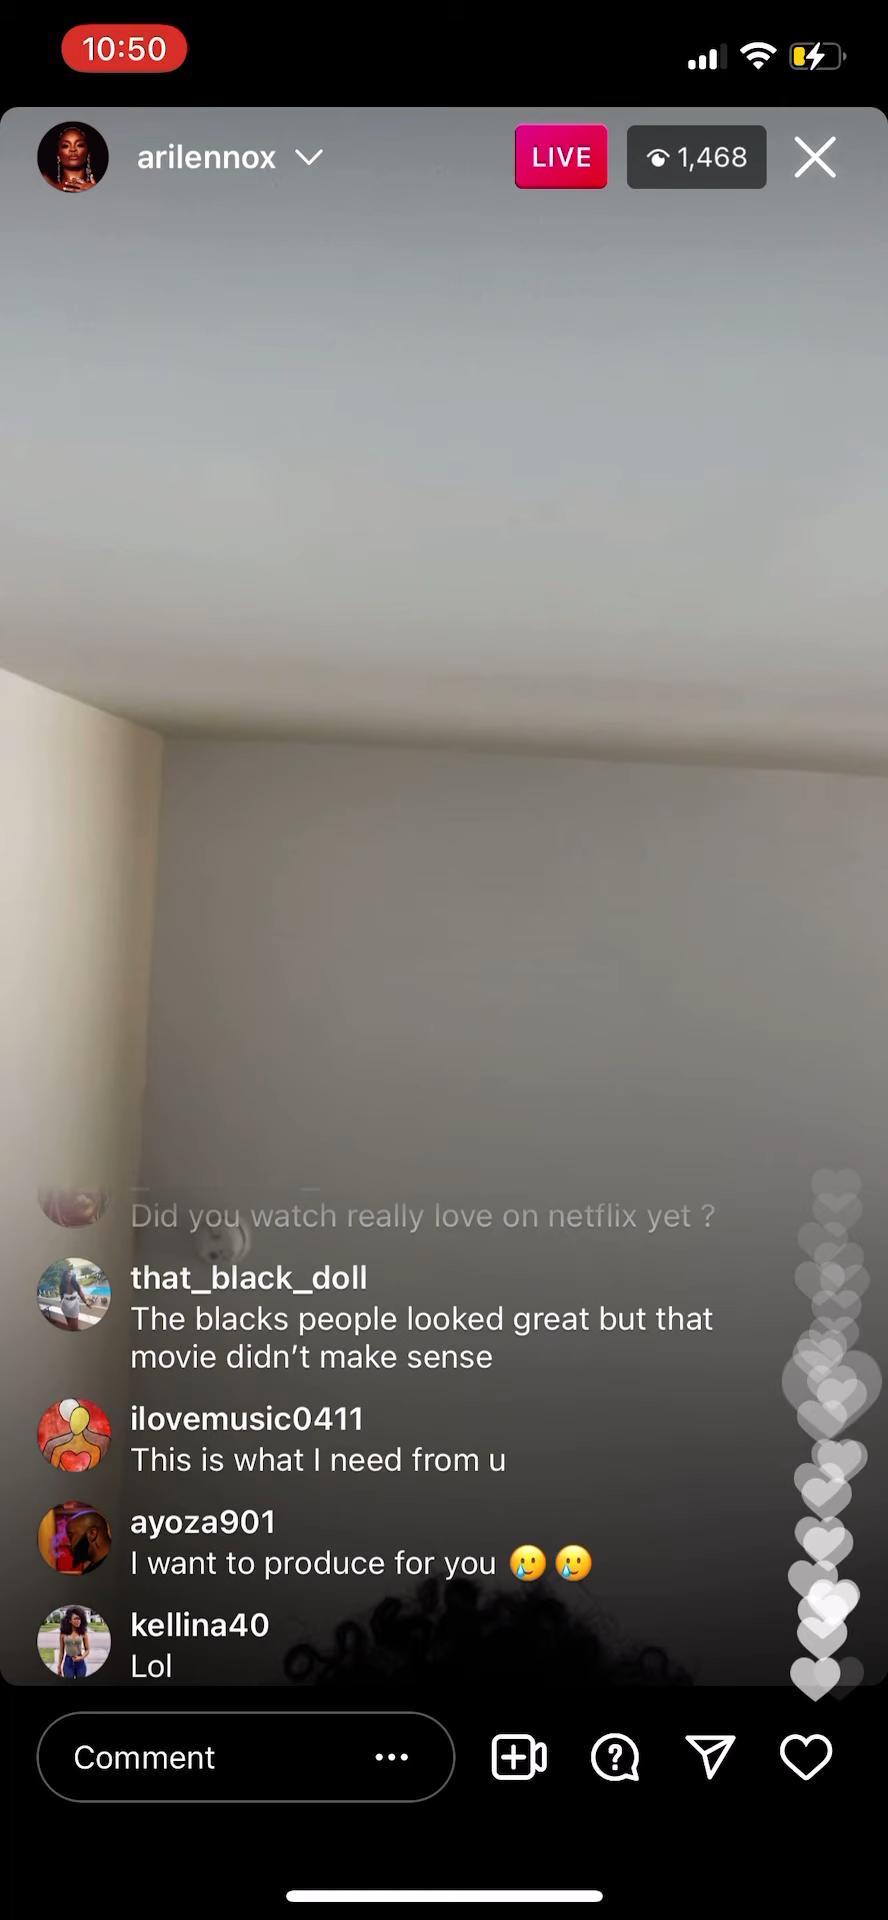 10:50
arilennox
LIVE
1,468
Did you watch really love on netflix yet ?
that_black_doll
The blacks people looked great but that
movie didn’t make sense
ilovemusic0411
This is what I need from u
ayoza901
I want to produce for you 🥲🥲
kellina40
Lol
Comment